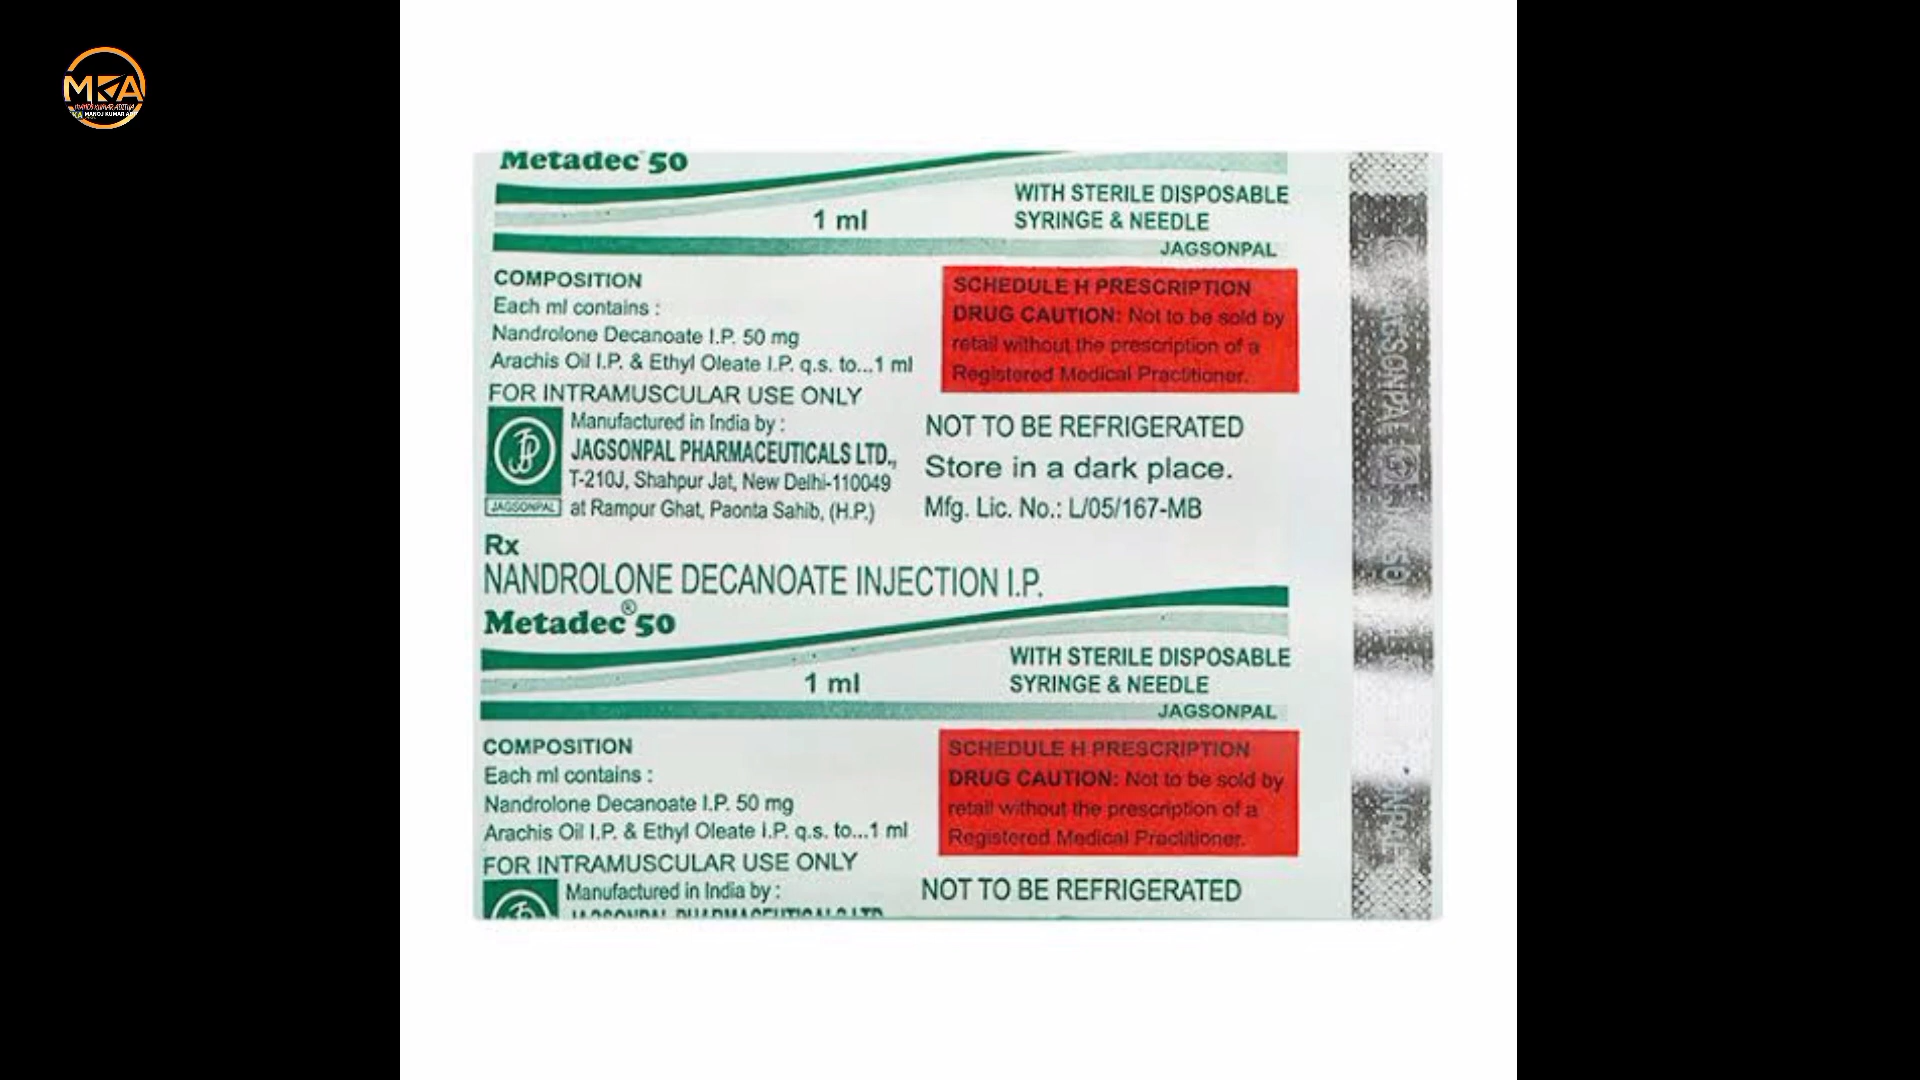 MKA
MANOJ KUMAR ADITYA
Metadec 50
WITH STERILE DISPOSABLE
SYRINGE & NEEDLE
1 ml
JAGSONPAL
COMPOSITION
Each ml contains :
Nandrolone Decanoate I.P. 50 mg
Arachis Oil I.P. & Ethyl Oleate I.P. q.s. to...1 ml
FOR INTRAMUSCULAR USE ONLY
SCHEDULE H PRESCRIPTION
DRUG CAUTION: Not to be sold by
retail without the prescription of a
Registered Medical Practitioner.
Manufactured in India by :
JAGSONPAL PHARMACEUTICALS LTD.,
T-210J, Shahpur Jat, New Delhi-110049
at Rampur Ghat, Paonta Sahib, (H.P.)
JAGSONPAL
NOT TO BE REFRIGERATED
Store in a dark place.
Mfg. Lic. No.: L/05/167-MB
Rx
NANDROLONE DECANOATE INJECTION I.P.
Metadec® 50
WITH STERILE DISPOSABLE
SYRINGE & NEEDLE
1 ml
JAGSONPAL
COMPOSITION
Each ml contains :
Nandrolone Decanoate I.P. 50 mg
Arachis Oil I.P. & Ethyl Oleate I.P. q.s. to...1 ml
FOR INTRAMUSCULAR USE ONLY
SCHEDULE H PRESCRIPTION
DRUG CAUTION: Not to be sold by
retail without the prescription of a
Registered Medical Practitioner.
Manufactured in India by :
JAGSONPAL PHARMACEUTICALS LTD
NOT TO BE REFRIGERATED
JAGSONPAL